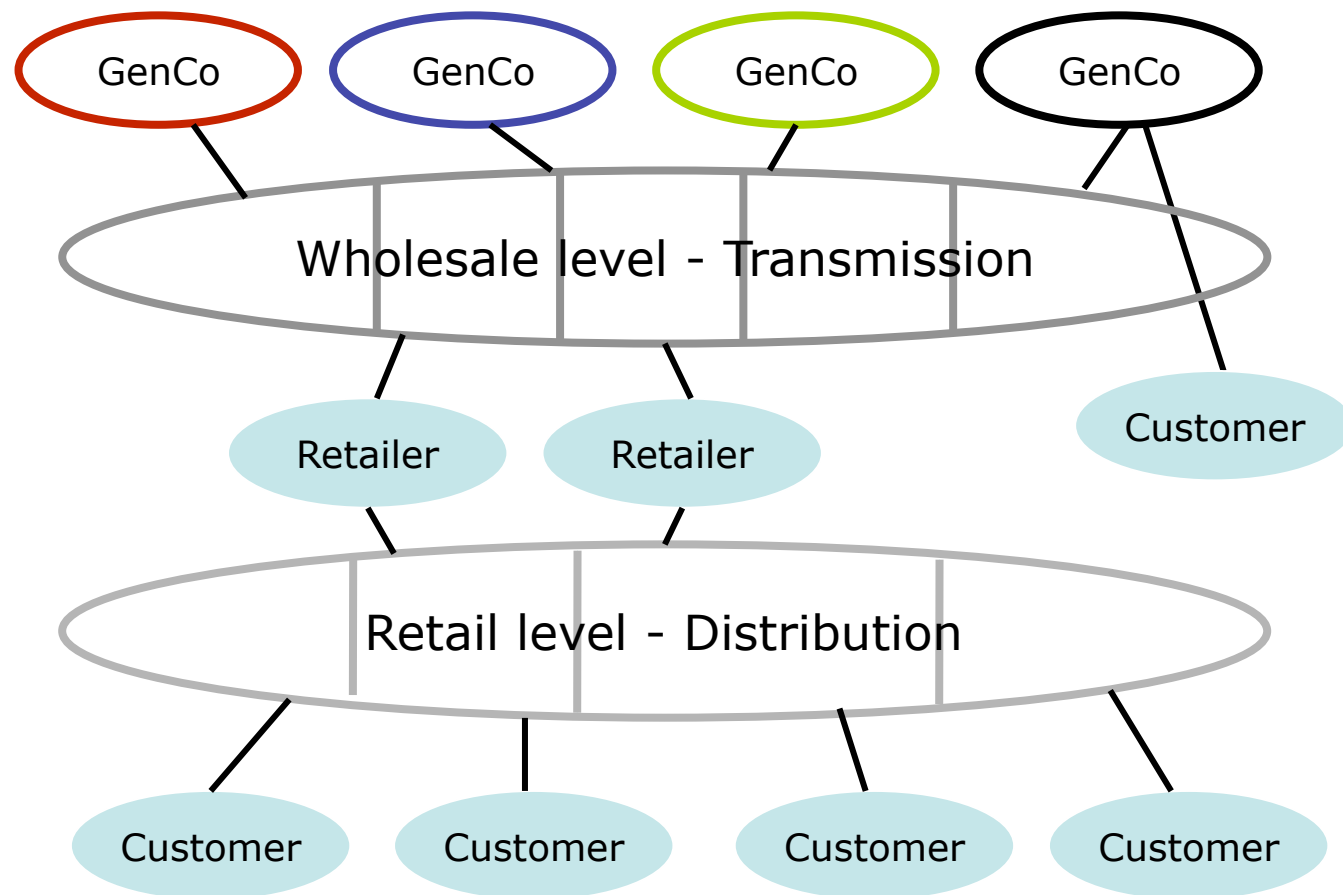 GenCo
GenCo
GenCo
GenCo
Wholesale level - Transmission
Customer
Retailer
Retailer
Retail level - Distribution
Customer
Customer
Customer
Customer